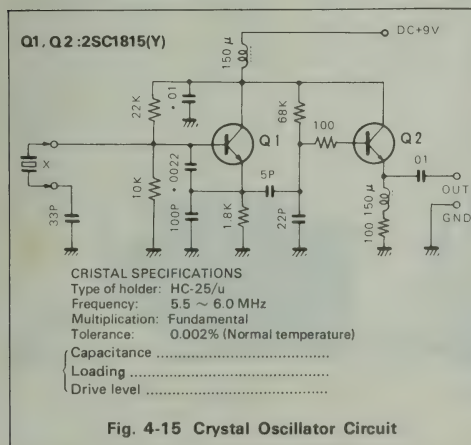 Q1, Q2 :2SC1815(Y)
DC+9V
150 μ
22K
• .01
68K
Q1
100
Q2
X
10K
• .0022
5P
01
OUT
33P
100P
1.8K
22P
100 150 μ
GND
CRISTAL SPECIFICATIONS
Type of holder: HC-25/u
Frequency: 5.5 ~ 6.0 MHz
Multiplication: Fundamental
Tolerance: 0.002% (Normal temperature)
Capacitance ....................................
Loading ............................................
Drive level ........................................
Fig. 4-15 Crystal Oscillator Circuit